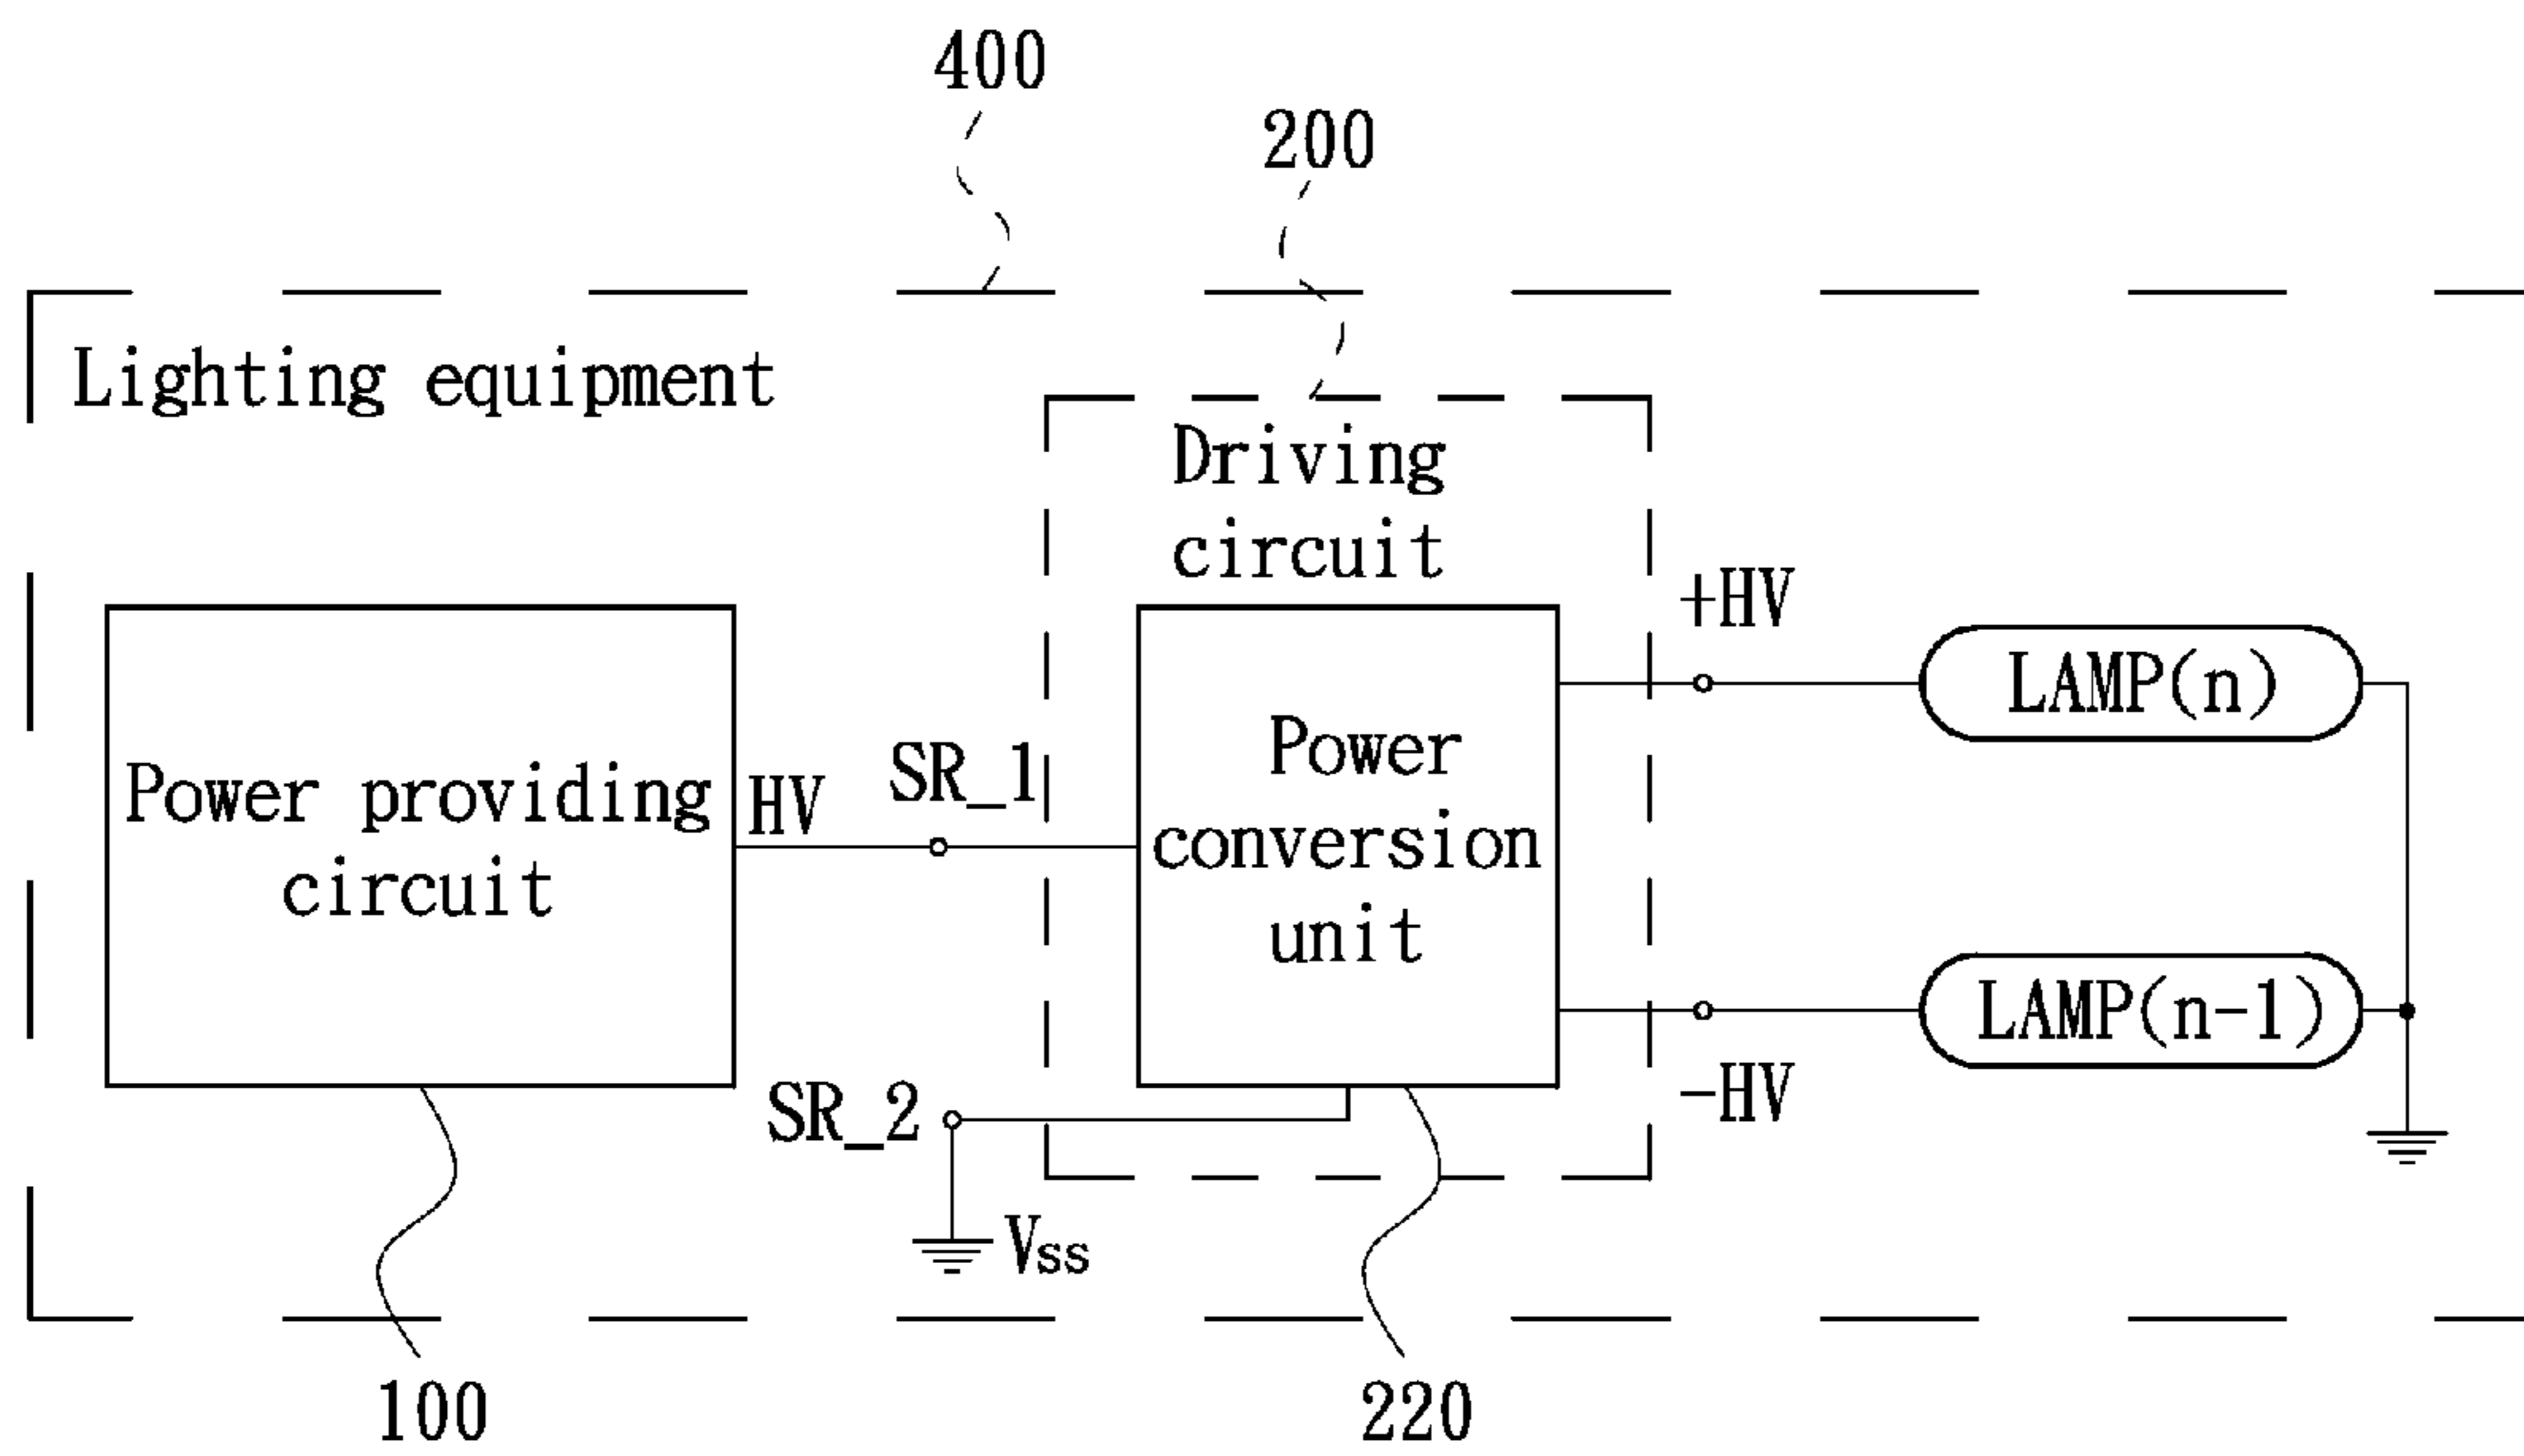 400
200
Lighting equipment
Driving
circuit
Power providing
circuit
HV
SR_1
Power
conversion
unit
+HV
LAMP(n)
LAMP(n-1)
-HV
SR_2
Vss
100
220